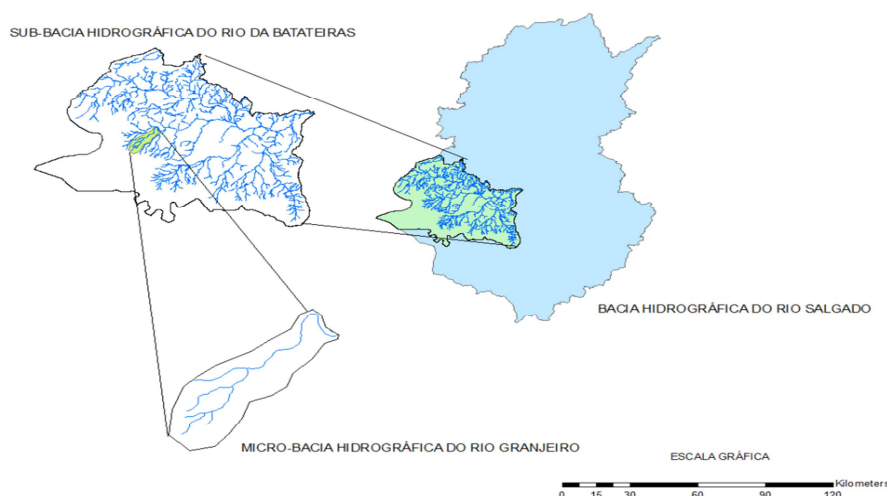 SUB-BACIA HIDROGRÁFICA DO RIO DA BATATEIRAS
BACIA HIDROGRÁFICA DO RIO SALGADO
MICRO-BACIA HIDROGRÁFICA DO RIO GRANJEIRO
ESCALA GRÁFICA
Kilometers
0 15 30 60 90 120